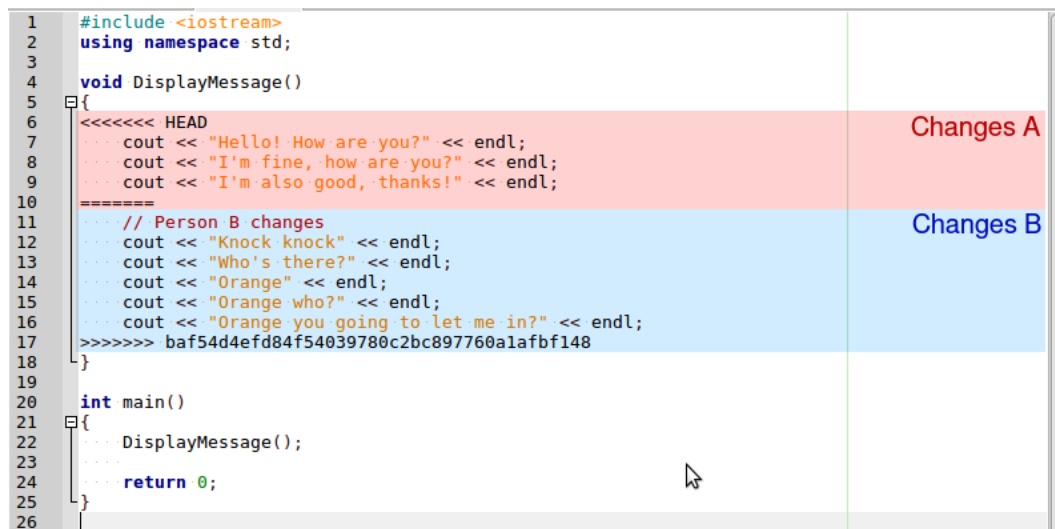 1 #include <iostream>
2 using namespace std;
3
4 void DisplayMessage()
5 {
6 <<<<<<< HEAD
Changes A
7     cout << "Hello! How are you?" << endl;
8     cout << "I'm fine, how are you?" << endl;
9     cout << "I'm also good, thanks!" << endl;
10 =======
11     // Person B changes
Changes B
12     cout << "Knock knock" << endl;
13     cout << "Who's there?" << endl;
14     cout << "Orange" << endl;
15     cout << "Orange who?" << endl;
16     cout << "Orange you going to let me in?" << endl;
17 >>>>>>> baf54d4efd84f54039780c2bc897760a1afbf148
18 }
19
20 int main()
21 {
22     DisplayMessage();
23
24     return 0;
25 }
26